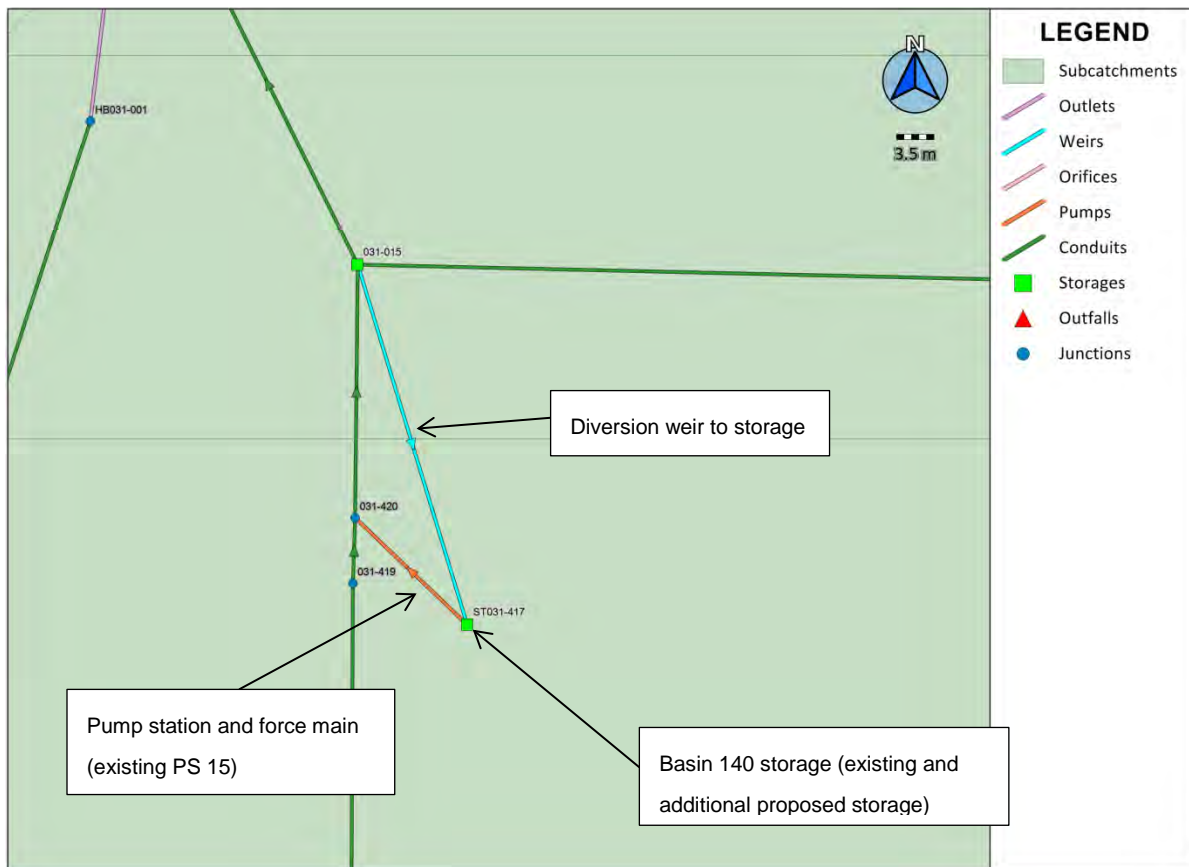 LEGEND
Subcatchments
Outlets
Weirs
Orifices
Pumps
Conduits
Storages
Outfalls
Junctions
N
3.5 m
HB031-001
031-015
Diversion weir to storage
031-420
031-419
ST031-417
Pump station and force main
(existing PS 15)
Basin 140 storage (existing and
additional proposed storage)